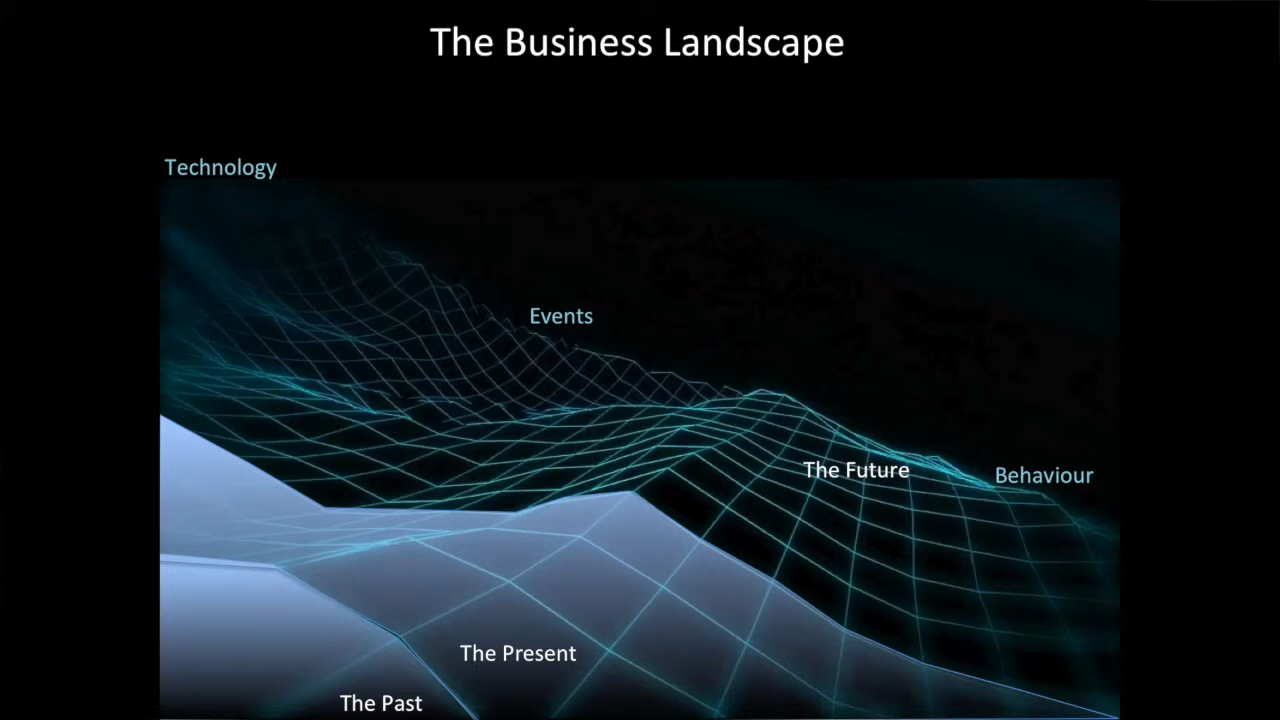 The Business Landscape
Technology
Events
The Future
Behaviour
The Present
The Past